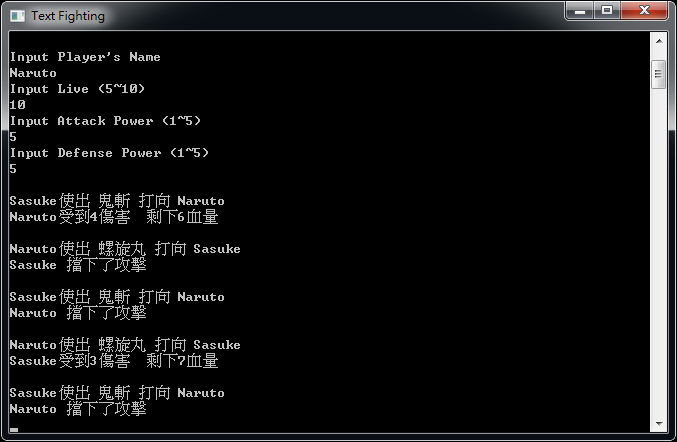 Text Fighting
Input Player's Name
Naruto
Input Live (5~10)
10
Input Attack Power (1~5)
5
Input Defense Power (1~5)
5
Sasuke使出 鬼斬 打向 Naruto
Naruto受到4傷害  剩下6血量
Naruto使出 螺旋丸 打向 Sasuke
Sasuke 擋下了攻擊
Sasuke使出 鬼斬 打向 Naruto
Naruto 擋下了攻擊
Naruto使出 螺旋丸 打向 Sasuke
Sasuke受到3傷害  剩下7血量
Sasuke使出 鬼斬 打向 Naruto
Naruto 擋下了攻擊